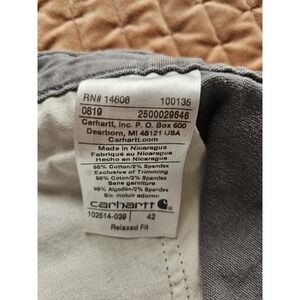 RN# 14806 100135
0819 2500029646
Carhartt, Inc. P. O. Box 600
Dearborn, MI 48121 USA
Carhartt.com
Made in Nicaragua
Fabriqué au Nicaragua
Hecho en Nicaragua
98% Cotton/2% Spandex
Exclusive of Trimming
98% Coton/2% Spandex
Sans garniture
98% Algodón/2% Spandex
Sin incluir adorno
carhartt
102514-039 42
Relaxed Fit